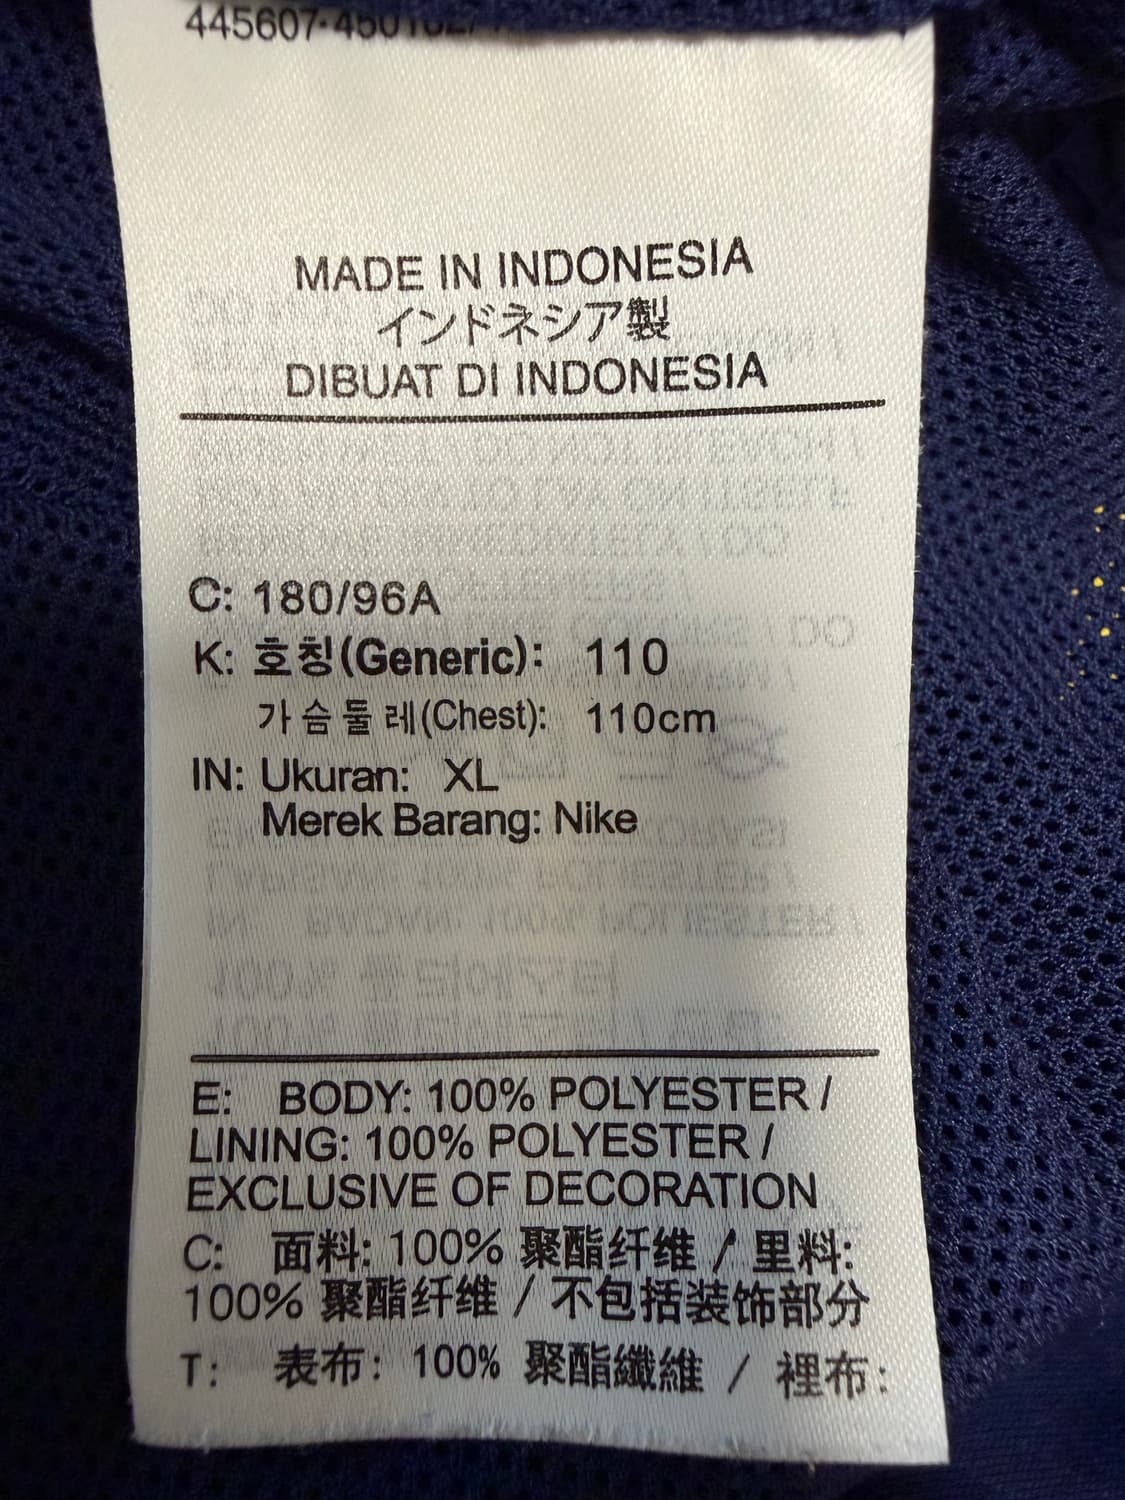 MADE IN INDONESIA
インドネシア製
DIBUAT DI INDONESIA
C: 180/96A
K: 호칭(Generic): 110
가슴둘레(Chest): 110cm
IN: Ukuran: XL
Merek Barang: Nike
E: BODY: 100% POLYESTER /
LINING: 100% POLYESTER /
EXCLUSIVE OF DECORATION
C: 面料: 100% 聚酯纤维 / 里料:
100% 聚酯纤维 / 不包括装饰部分
T: 表布: 100% 聚酯纖維 / 裡布: